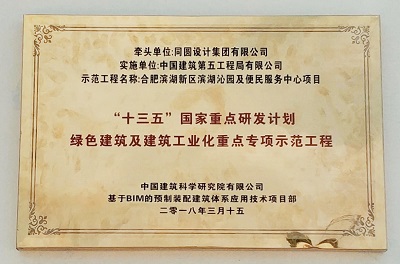 牵头单位:同圆设计集团有限公司
实施单位:中国建筑第五工程局有限公司
示范工程名称:合肥滨湖新区滨湖沁园及便民服务中心项目
“十三五”国家重点研发计划
绿色建筑及建筑工业化重点专项示范工程
中国建筑科学研究院有限公司
基于BIM的预制装配建筑体系应用技术项目部
二零一八年三月十五